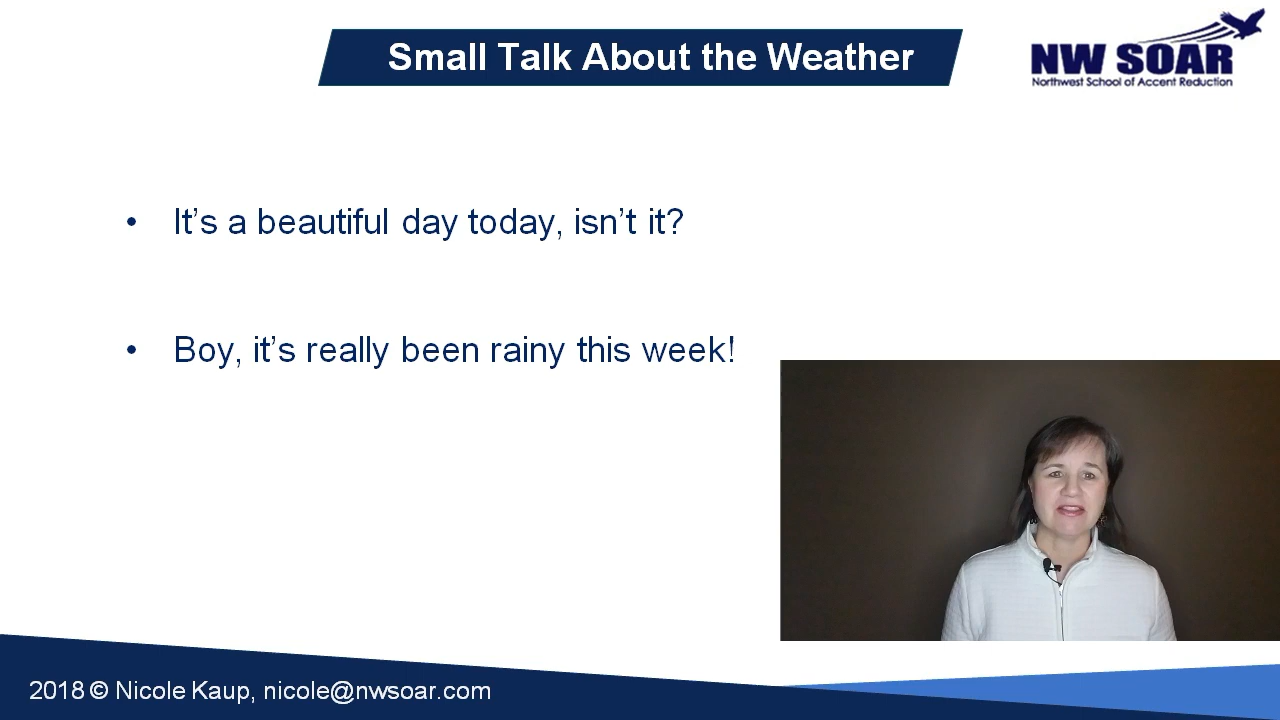 Small Talk About the Weather
NW SOAR
Northwest School of Accent Reduction
• It’s a beautiful day today, isn’t it?
• Boy, it’s really been rainy this week!
2018 © Nicole Kaup, nicole@nwsoar.com